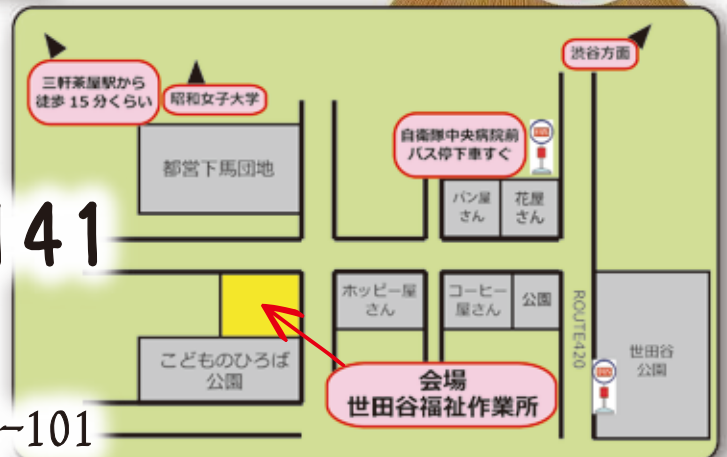 渋谷方面
三軒茶屋駅から
徒歩 15 分くらい
昭和女子大学
自衛隊中央病院前
バス停下車すぐ
都営下馬団地
パン屋
さん
花屋
さん
41
ホッピー屋
さん
コーヒー
屋さん
公園
ROUTE420
世田谷
公園
こどものひろば
公園
会場
世田谷福祉作業所
-101